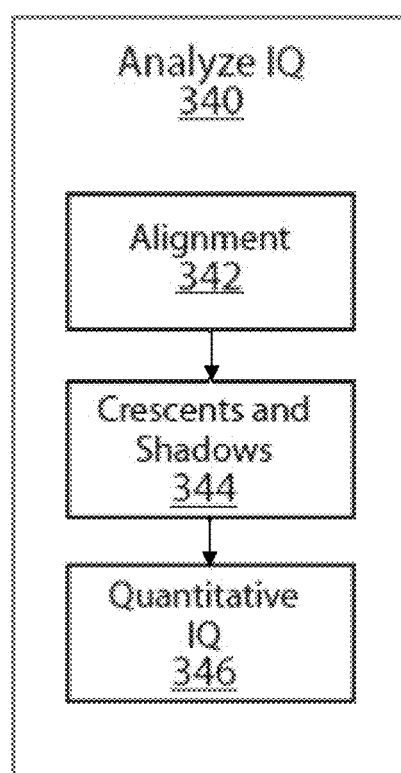 Analyze IQ
340
Alignment
342
Crescents and
Shadows
344
Quantitative
IQ
346